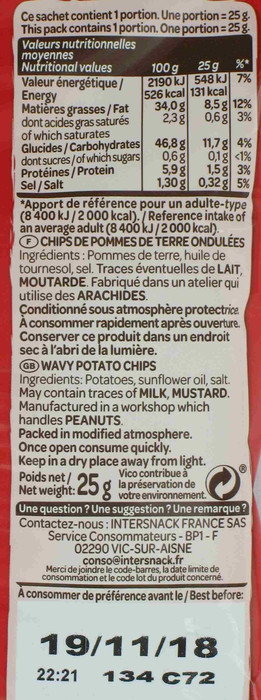 Ce sachet contient 1 portion. Une portion = 25 g.
This pack contains 1 portion. One portion = 25 g.
Valeurs nutritionnelles
moyennes
Nutritional values 100 g 25 g %*
Valeur énergétique / 2190 kJ 548 kJ 7%
Energy 526 kcal 131 kcal
Matières grasses / Fat 34,0 g 8,5 g 12%
dont acides gras saturés 2,3 g 0,6 g 3%
of which saturates
Glucides / Carbohydrates 46,8 g 11,7 g 4%
dont sucres / of which sugars 0,6 g 0,1 g <1%
Protéines / Protein 5,9 g 1,5 g 3%
Sel / Salt 1,30 g 0,32 g 5%
*Apport de référence pour un adulte-type
(8 400 kJ / 2 000 kcal). / Reference intake of
an average adult (8 400 kJ / 2 000 kcal).
F CHIPS DE POMMES DE TERRE ONDULÉES
Ingrédients : Pommes de terre, huile de
tournesol, sel. Traces éventuelles de LAIT,
MOUTARDE. Fabriqué dans un atelier qui
utilise des ARACHIDES.
Conditionné sous atmosphère protectrice.
À consommer rapidement après ouverture.
Conserver ce produit dans un endroit
sec à l'abri de la lumière.
GB WAVY POTATO CHIPS
Ingredients: Potatoes, sunflower oil, salt.
May contain traces of MILK, MUSTARD.
Manufactured in a workshop which
handles PEANUTS.
Packed in modified atmosphere.
Once open consume quickly.
Keep in a dry place away from light.
Poids net /
Net weight: 25 g
Vico contribue à
la préservation de
votre environnement.
®
Une question ? Une suggestion ? Une remarque ?
Contactez-nous : INTERSNACK FRANCE SAS
Service Consommateurs - BP1 - F
02290 VIC-SUR-AISNE
conso@intersnack.fr
Merci de joindre le code-barres, la date limite de
consommation et le code lot du produit concerné.
À consommer de préférence avant le / Best before:
19/11/18
22:21 134 C72